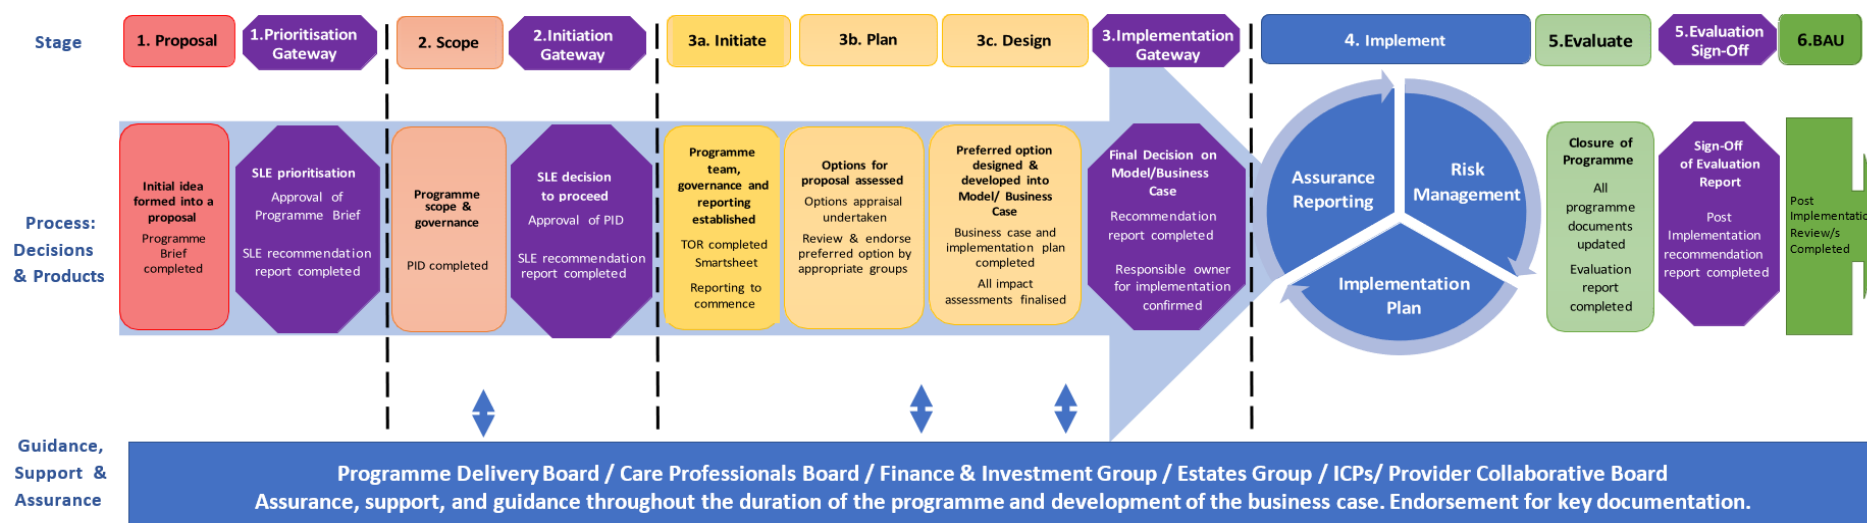 Stage
1. Proposal
1.Prioritisation
Gateway
2. Scope
2.Initiation
Gateway
3a. Initiate
3b. Plan
3c. Design
3.Implementation
Gateway
4. Implement
5.Evaluate
5.Evaluation
Sign-Off
6.BAU
Process:
Decisions
& Products
Initial idea
formed into a
proposal
Programme
Brief
completed
SLE prioritisation
Approval of
Programme Brief
SLE recommendation
report completed
Programme
scope &
governance
PID completed
SLE decision
to proceed
Approval of PID
SLE recommendation
report completed
Programme
team,
governance and
reporting
established
TOR completed
Smartsheet
Reporting to
commence
Options for
proposal assessed
Options appraisal
undertaken
Review & endorse
preferred option by
appropriate groups
Preferred option
designed &
developed into
Model/ Business
Case
Business case and
implementation plan
completed
All impact
assessments finalised
Final Decision on
Model/Business
Case
Recommendation
report completed
Responsible owner
for implementation
confirmed
Assurance
Reporting
Risk
Management
Implementation
Plan
Closure of
Programme
All
programme
documents
updated
Evaluation
report
completed
Sign-Off
of Evaluation
Report
Post
Implementation
recommendation
report completed
Post
Implementatio
Review/s
Completed
Guidance,
Support &
Assurance
Programme Delivery Board / Care Professionals Board / Finance & Investment Group / Estates Group / ICPs/ Provider Collaborative Board
Assurance, support, and guidance throughout the duration of the programme and development of the business case. Endorsement for key documentation.